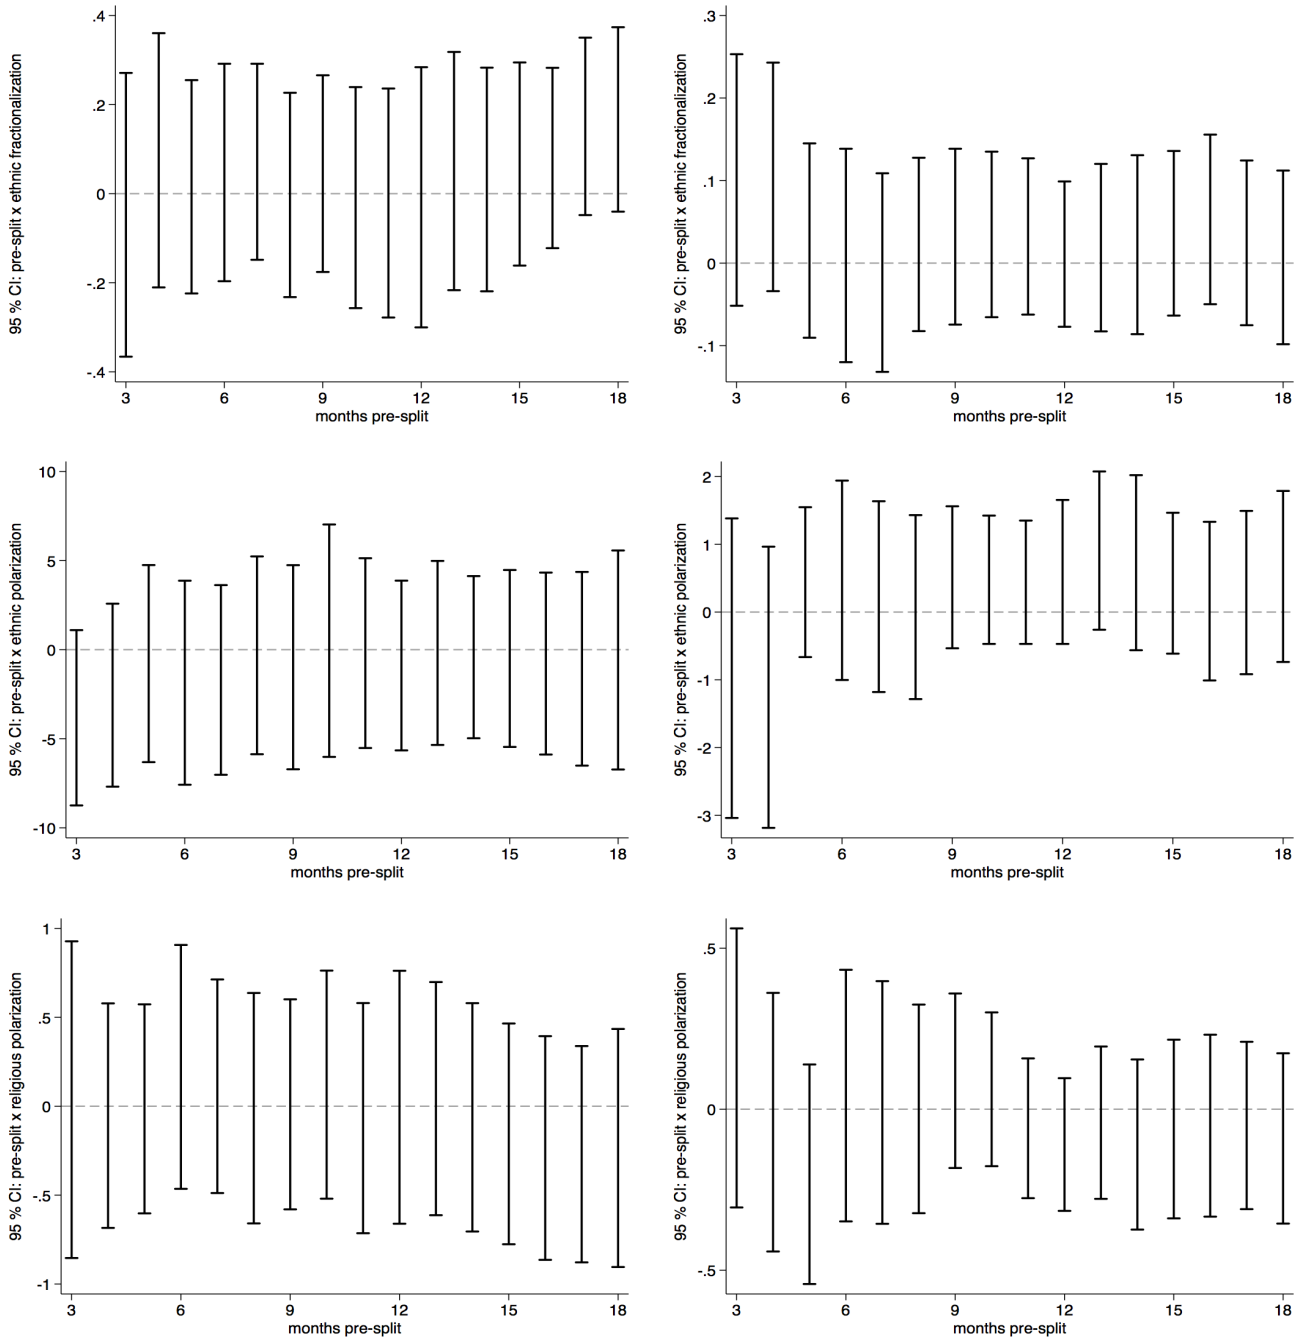 95 % CI: pre-split x ethnic fractionalization
.4
.2
0
-.2
-.4
3 6 9 12 15 18
months pre-split
95 % CI: pre-split x ethnic fractionalization
.3
.2
.1
0
-.1
3 6 9 12 15 18
months pre-split
95 % CI: pre-split x ethnic polarization
10
5
0
-5
-10
3 6 9 12 15 18
months pre-split
95 % CI: pre-split x ethnic polarization
2
1
0
-1
-2
-3
3 6 9 12 15 18
months pre-split
95 % CI: pre-split x religious polarization
1
.5
0
-.5
-1
3 6 9 12 15 18
months pre-split
95 % CI: pre-split x religious polarization
.5
0
-.5
3 6 9 12 15 18
months pre-split